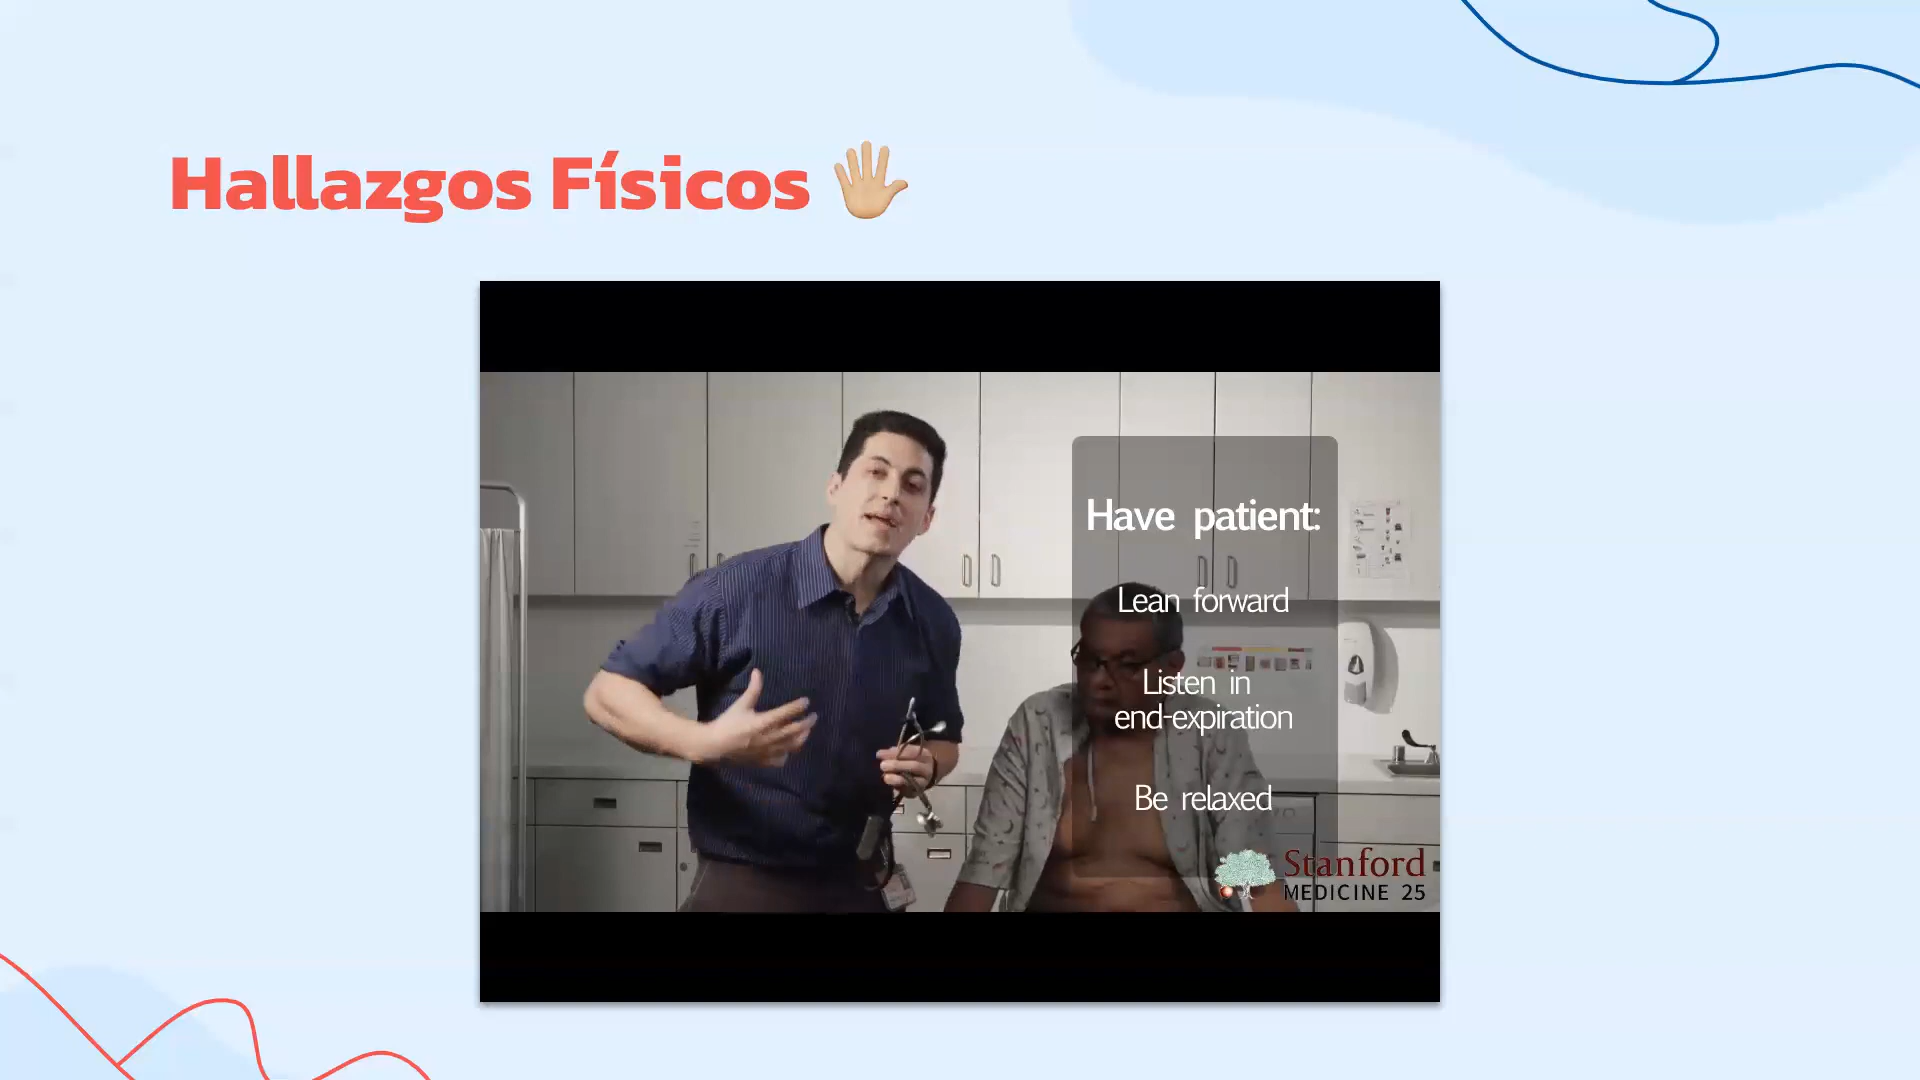 Hallazgos Físicos
Have patient:
Lean forward
Listen in
end-expiration
Be relaxed
Stanford
MEDICINE 25